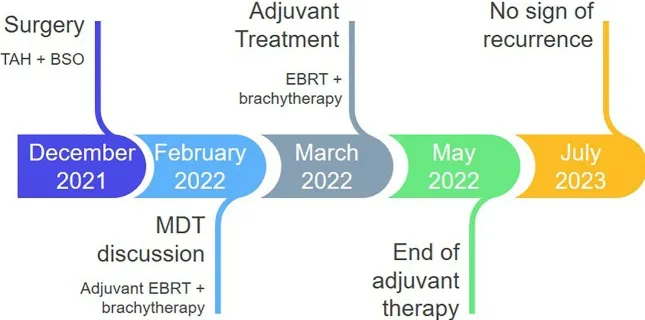 Surgery
TAH + BSO
Adjuvant
Treatment
EBRT +
brachytherapy
No sign of
recurrence
December
2021
February
2022
March
2022
May
2022
July
2023
MDT
discussion
Adjuvant EBRT +
brachytherapy
End of
adjuvant
therapy